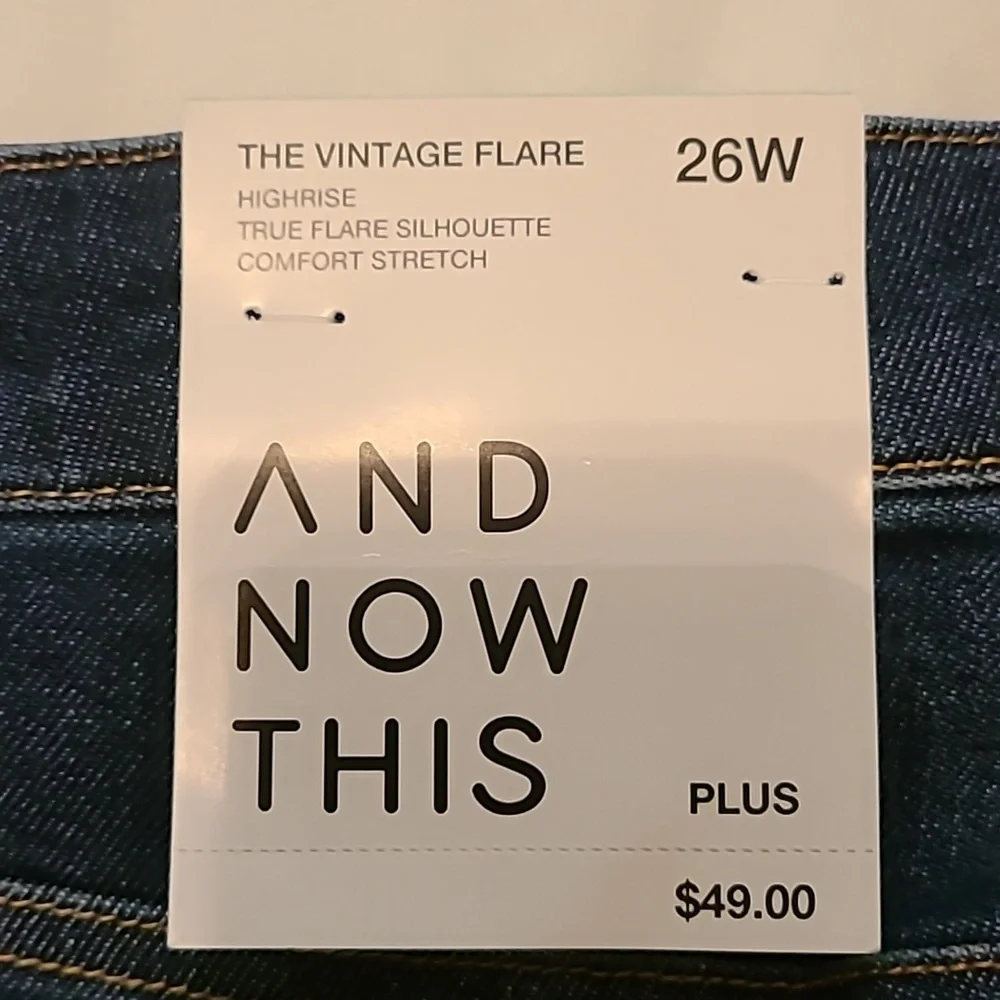 THE VINTAGE FLARE 26W
HIGHRISE
TRUE FLARE SILHOUETTE
COMFORT STRETCH
AND
NOW
THIS
PLUS
$49.00